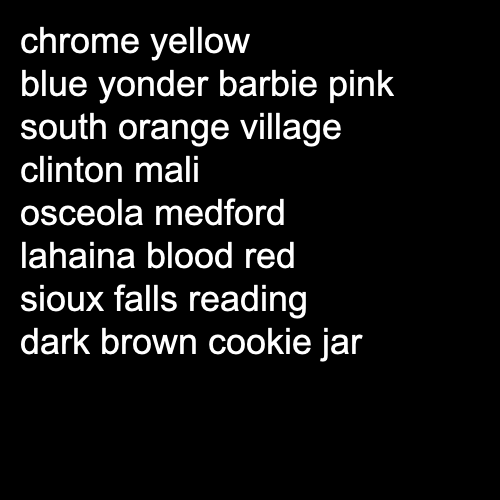 chrome yellow
blue yonder barbie pink
south orange village
clinton mali
osceola medford
lahaina blood red
sioux falls reading
dark brown cookie jar